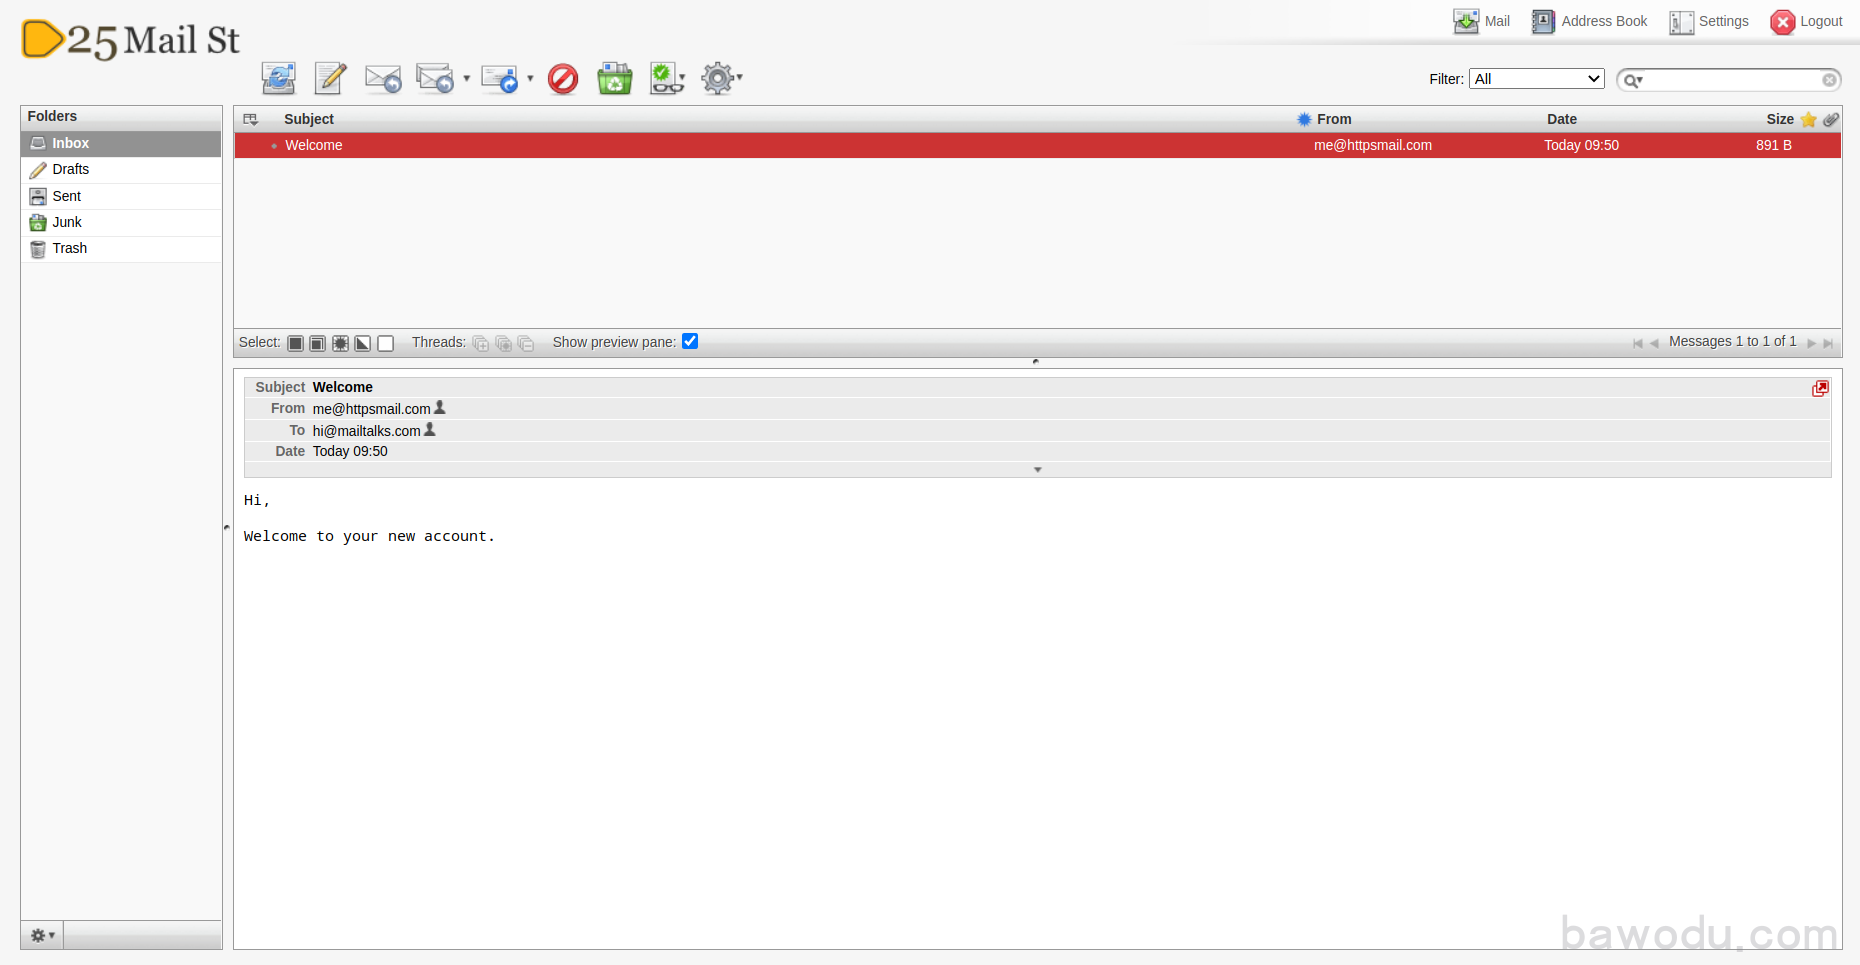 25 Mail St
Mail
Address Book
Settings
Logout
Filter: All
Folders
Inbox
Drafts
Sent
Junk
Trash
Subject From Date Size
Welcome me@httpsmail.com Today 09:50 891 B
Select: Threads: Show preview pane: Messages 1 to 1 of 1
Subject Welcome
From me@httpsmail.com
To hi@mailtalks.com
Date Today 09:50
Hi,
Welcome to your new account.
bawodu.com